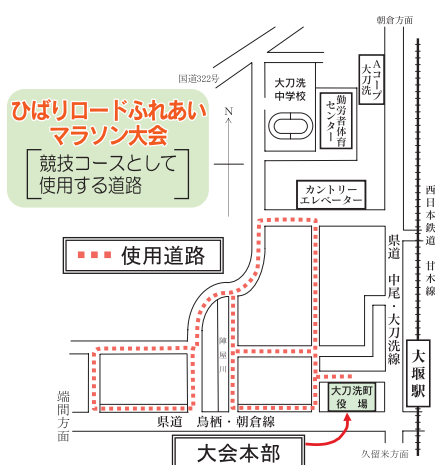 朝倉方面
国道322号
ひばりロードふれあい
マラソン大会
競技コースとして
使用する道路
N
大刀洗
中学校
Aコープ
大刀洗
勤労者体育
センター
カントリー
エレベーター
使用道路
西日本鉄道 甘木線
県道 中尾・大刀洗線
陣屋川
大堰駅
大刀洗町
役場
端間方面
県道 鳥栖・朝倉線
大会本部
久留米方面